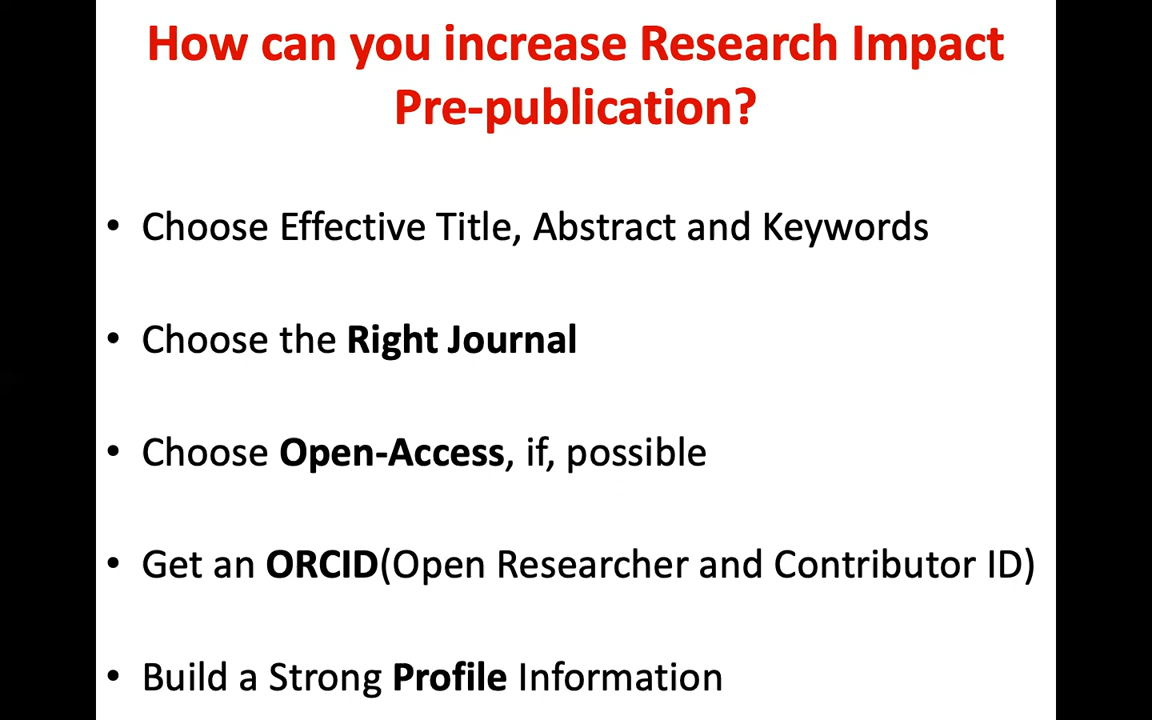 How can you increase Research Impact
Pre-publication?
• Choose Effective Title, Abstract and Keywords
• Choose the Right Journal
• Choose Open-Access, if, possible
• Get an ORCID(Open Researcher and Contributor ID)
• Build a Strong Profile Information